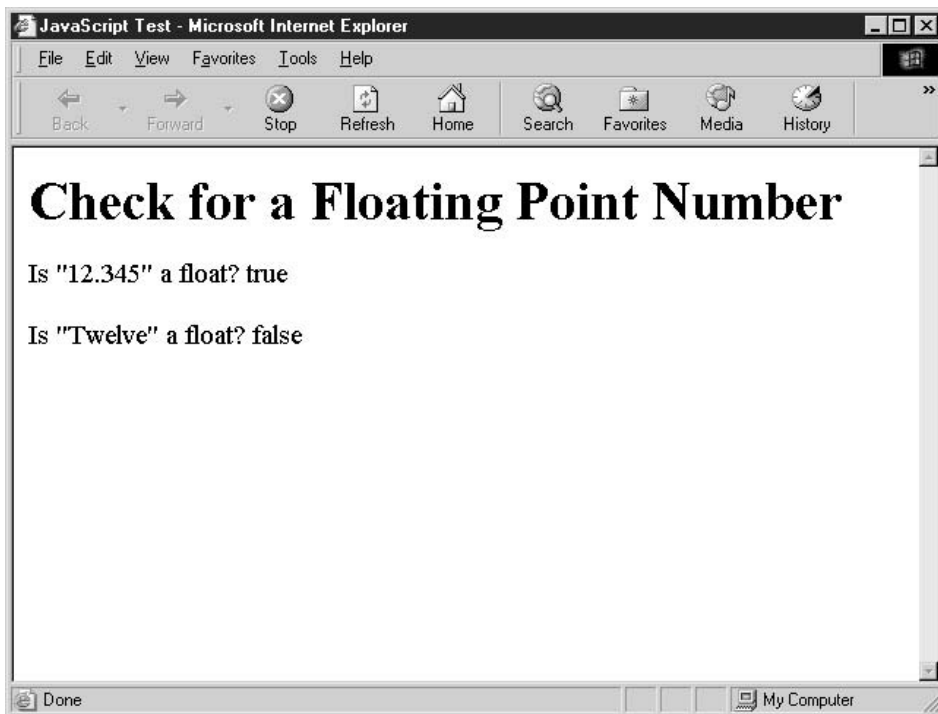 JavaScript Test - Microsoft Internet Explorer
File Edit View Favorites Tools Help
Back Forward Stop Refresh Home Search Favorites Media History »
Check for a Floating Point Number
Is "12.345" a float? true
Is "Twelve" a float? false
Done My Computer